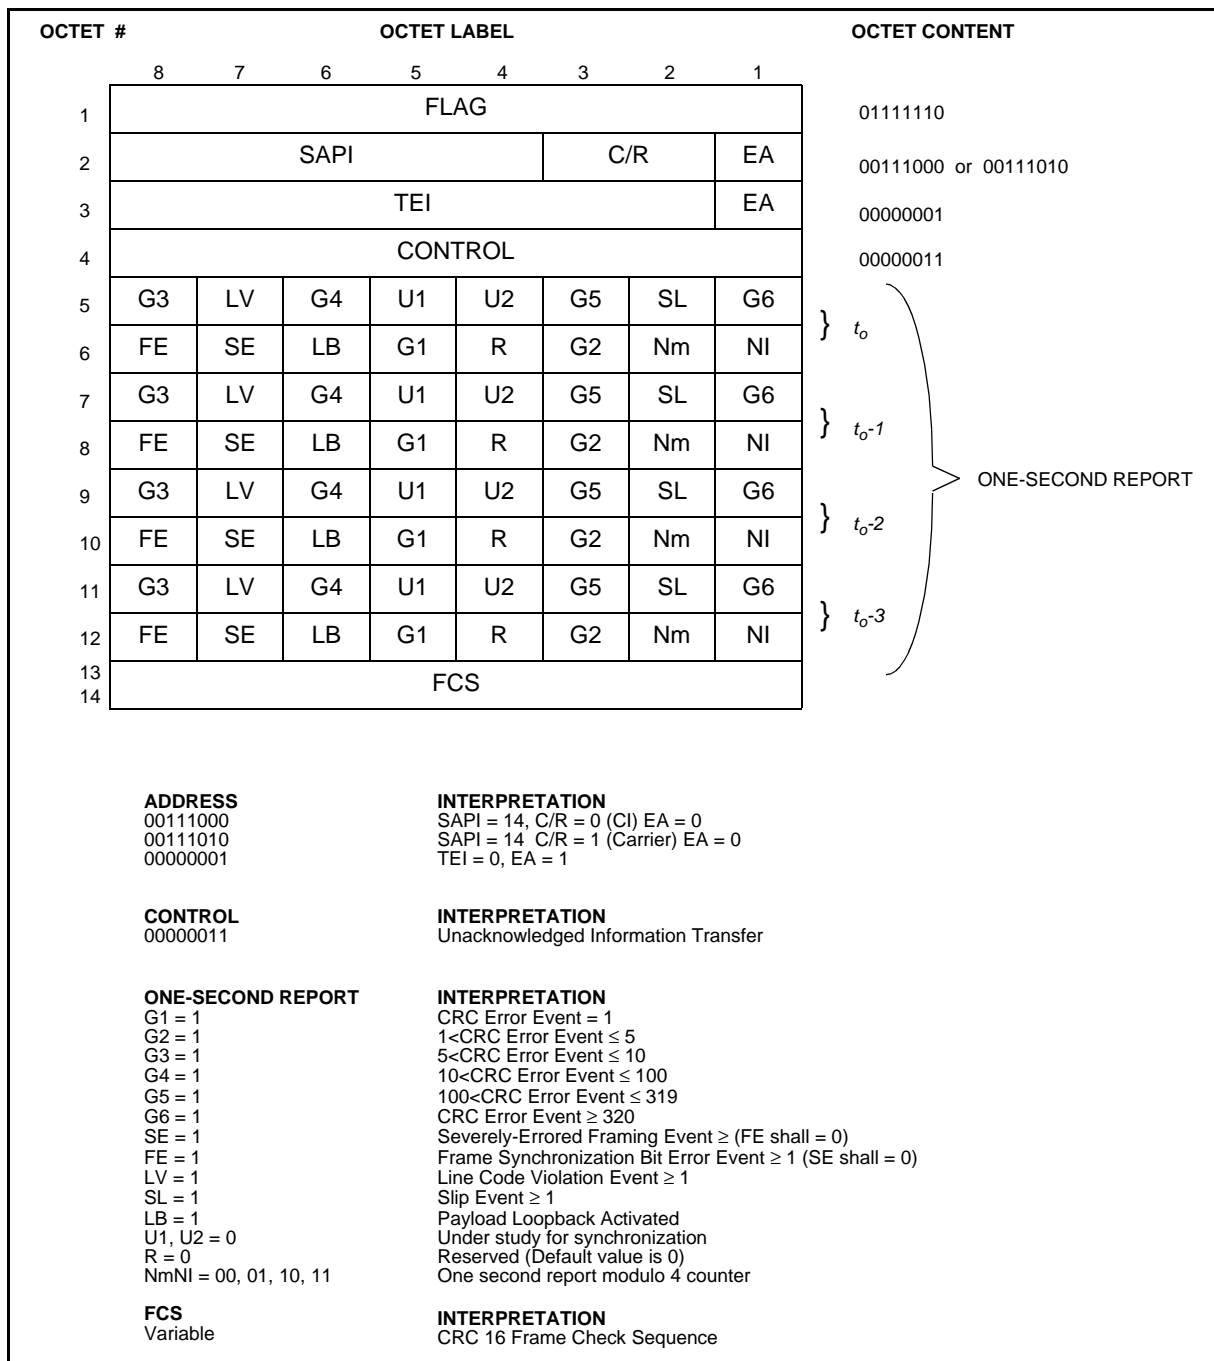 OCTET # OCTET LABEL OCTET CONTENT
8 7 6 5 4 3 2 1
1 FLAG 01111110
2 SAPI C/R EA 00111000 or 00111010
3 TEI EA 00000001
4 CONTROL 00000011
5 G3 LV G4 U1 U2 G5 SL G6
} to
6 FE SE LB G1 R G2 Nm NI
7 G3 LV G4 U1 U2 G5 SL G6
} to-1
8 FE SE LB G1 R G2 Nm NI
9 G3 LV G4 U1 U2 G5 SL G6
ONE-SECOND REPORT
} to-2
10 FE SE LB G1 R G2 Nm NI
11 G3 LV G4 U1 U2 G5 SL G6
} to-3
12 FE SE LB G1 R G2 Nm NI
13
14 FCS
ADDRESS INTERPRETATION
00111000 SAPI = 14, C/R = 0 (CI) EA = 0
00111010 SAPI = 14 C/R = 1 (Carrier) EA = 0
00000001 TEI = 0, EA = 1
CONTROL INTERPRETATION
00000011 Unacknowledged Information Transfer
ONE-SECOND REPORT INTERPRETATION
G1 = 1 CRC Error Event = 1
G2 = 1 1<CRC Error Event ≤ 5
G3 = 1 5<CRC Error Event ≤ 10
G4 = 1 10<CRC Error Event ≤ 100
G5 = 1 100<CRC Error Event ≤ 319
G6 = 1 CRC Error Event ≥ 320
SE = 1 Severely-Errored Framing Event ≥ (FE shall = 0)
FE = 1 Frame Synchronization Bit Error Event ≥ 1 (SE shall = 0)
LV = 1 Line Code Violation Event ≥ 1
SL = 1 Slip Event ≥ 1
LB = 1 Payload Loopback Activated
U1, U2 = 0 Under study for synchronization
R = 0 Reserved (Default value is 0)
NmNI = 00, 01, 10, 11 One second report modulo 4 counter
FCS INTERPRETATION
Variable CRC 16 Frame Check Sequence